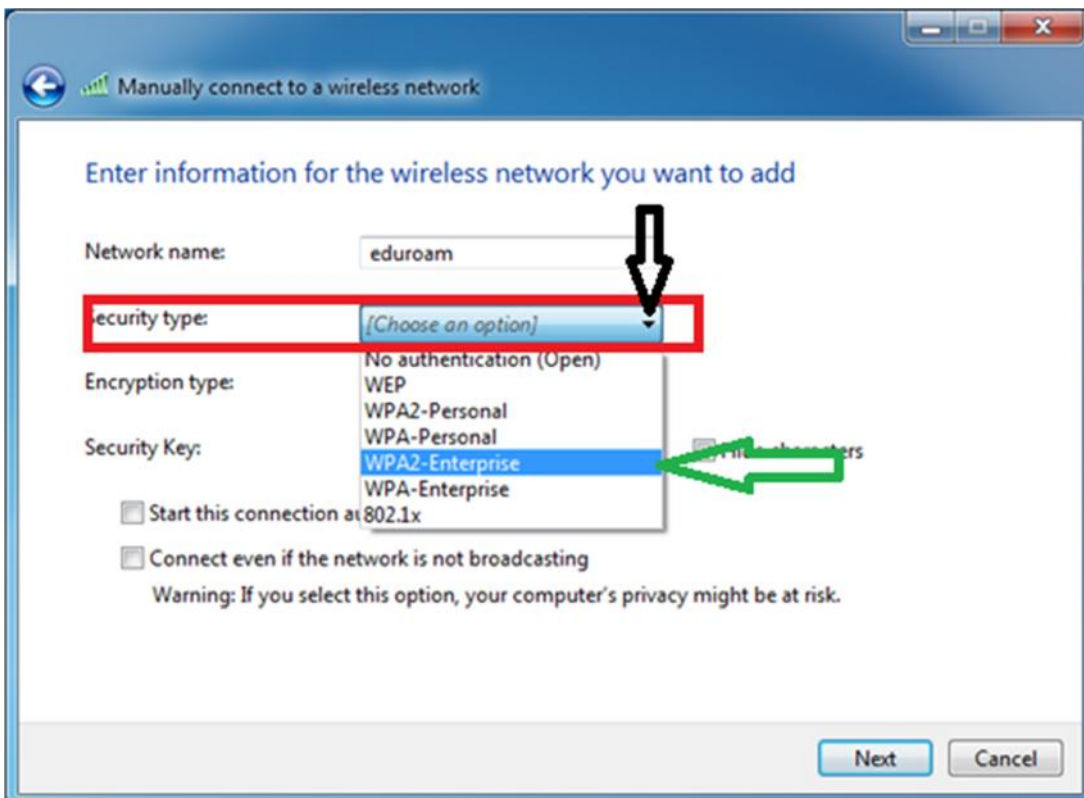 Manually connect to a wireless network
Enter information for the wireless network you want to add
Network name: eduroam
Security type: [Choose an option]
No authentication (Open)
Encryption type: WEP
WPA2-Personal
WPA-Personal
Security Key: characters
WPA2-Enterprise
WPA-Enterprise
Start this connection
802.1x
Connect even if the network is not broadcasting
Warning: If you select this option, your computer's privacy might be at risk.
Next Cancel